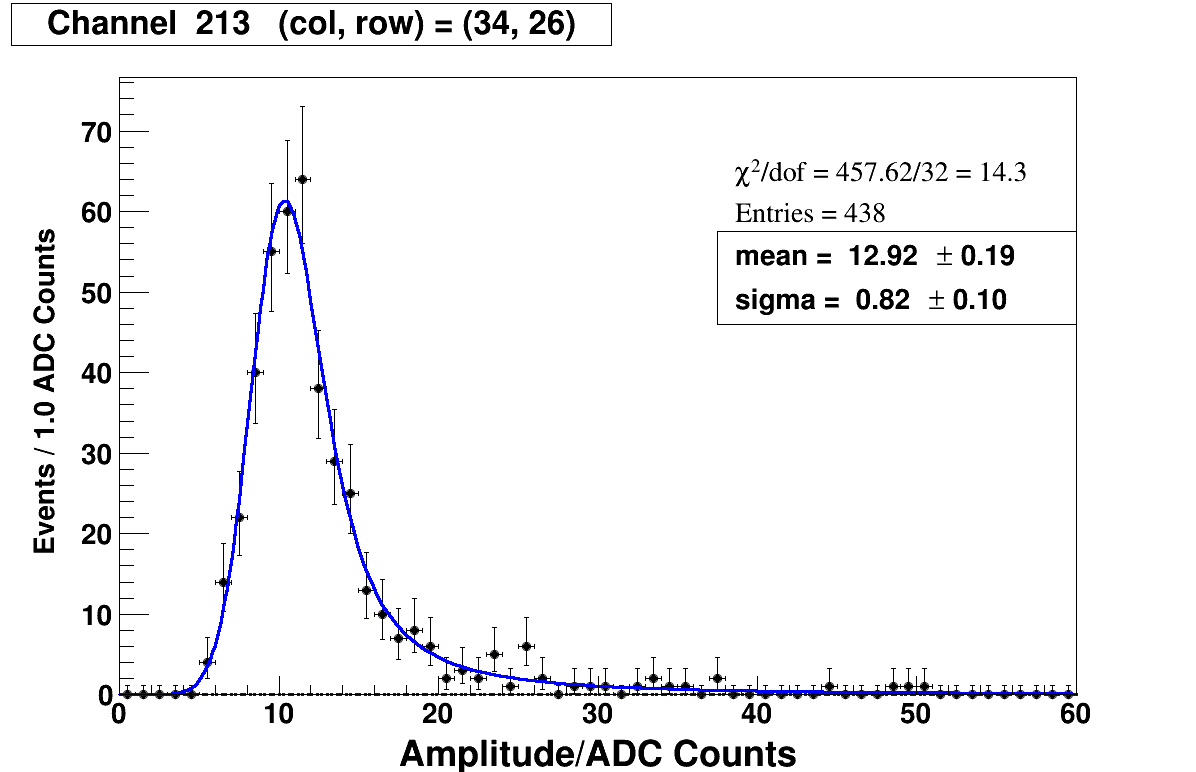 Channel 213 (col, row) = (34, 26)
χ²/dof = 457.62/32 = 14.3
Entries = 438
mean = 12.92 ± 0.19
sigma = 0.82 ± 0.10
Events / 1.0 ADC Counts
70
60
50
40
30
20
10
0
0 10 20 30 40 50 60
Amplitude/ADC Counts